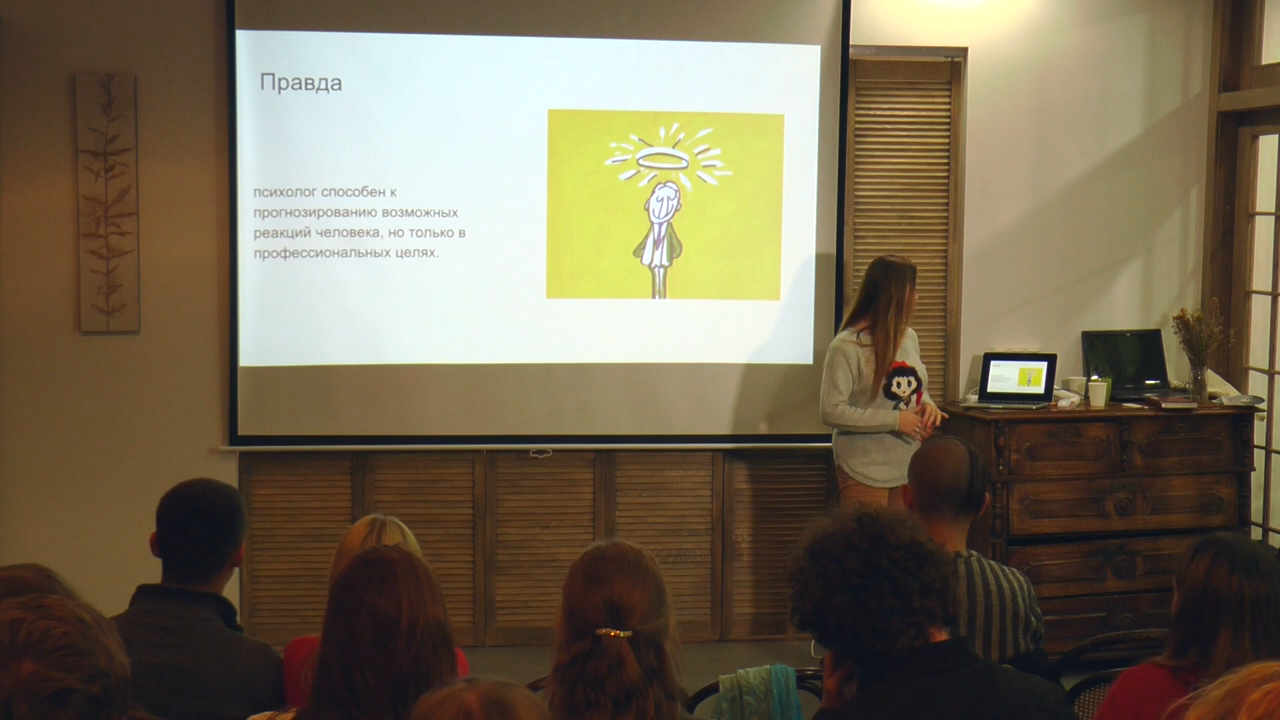 Правда
психолог способен к
прогнозированию возможных
реакций человека, но только в
профессиональных целях.